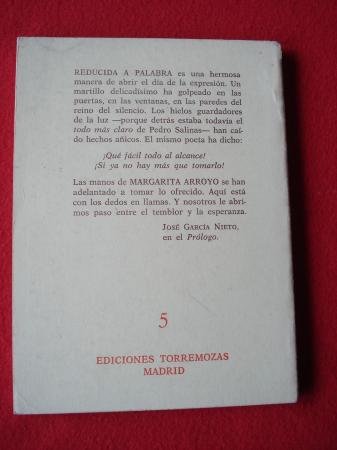 REDUCIDA A PALABRA es una hermosa
manera de abrir el día de la expresión. Un
martillo delicadísimo ha golpeado en las
puertas, en las ventanas, en las paredes del
reino del silencio. Los hielos guardadores
de la luz —porque detrás estaba todavía el
todo más claro de Pedro Salinas— han caí-
do hechos añicos. El mismo poeta ha dicho:
¡Qué fácil todo al alcance!
¡Si ya no hay más que tomarlo!
Las manos de MARGARITA ARROYO se han
adelantado a tomar lo ofrecido. Aquí está
con los dedos en llamas. Y nosotros le abri-
mos paso entre el temblor y la esperanza.
JOSÉ GARCÍA NIETO,
en el Prólogo.
5
EDICIONES TORREMOZAS
MADRID